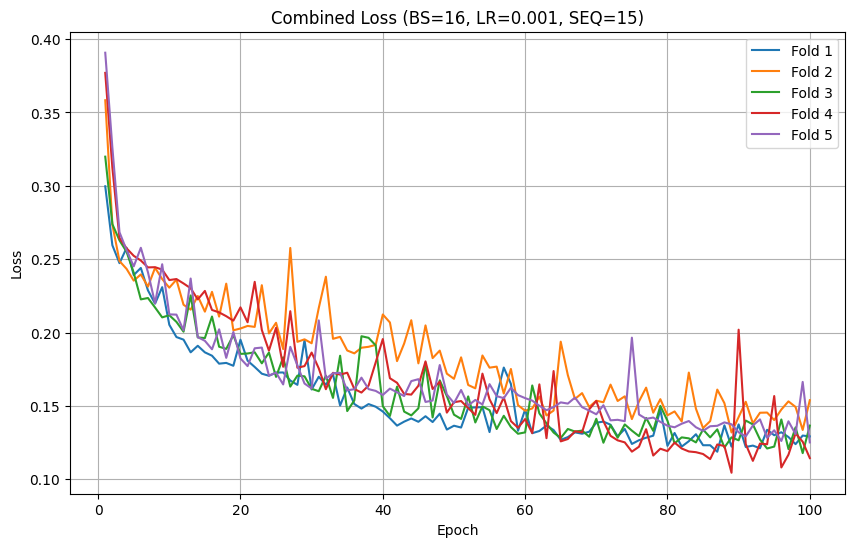 Combined Loss (BS=16, LR=0.001, SEQ=15)
0.40
0.35
0.30
0.25
0.20
0.15
0.10
Loss
0
20
40
60
80
100
Epoch
Fold 1
Fold 2
Fold 3
Fold 4
Fold 5